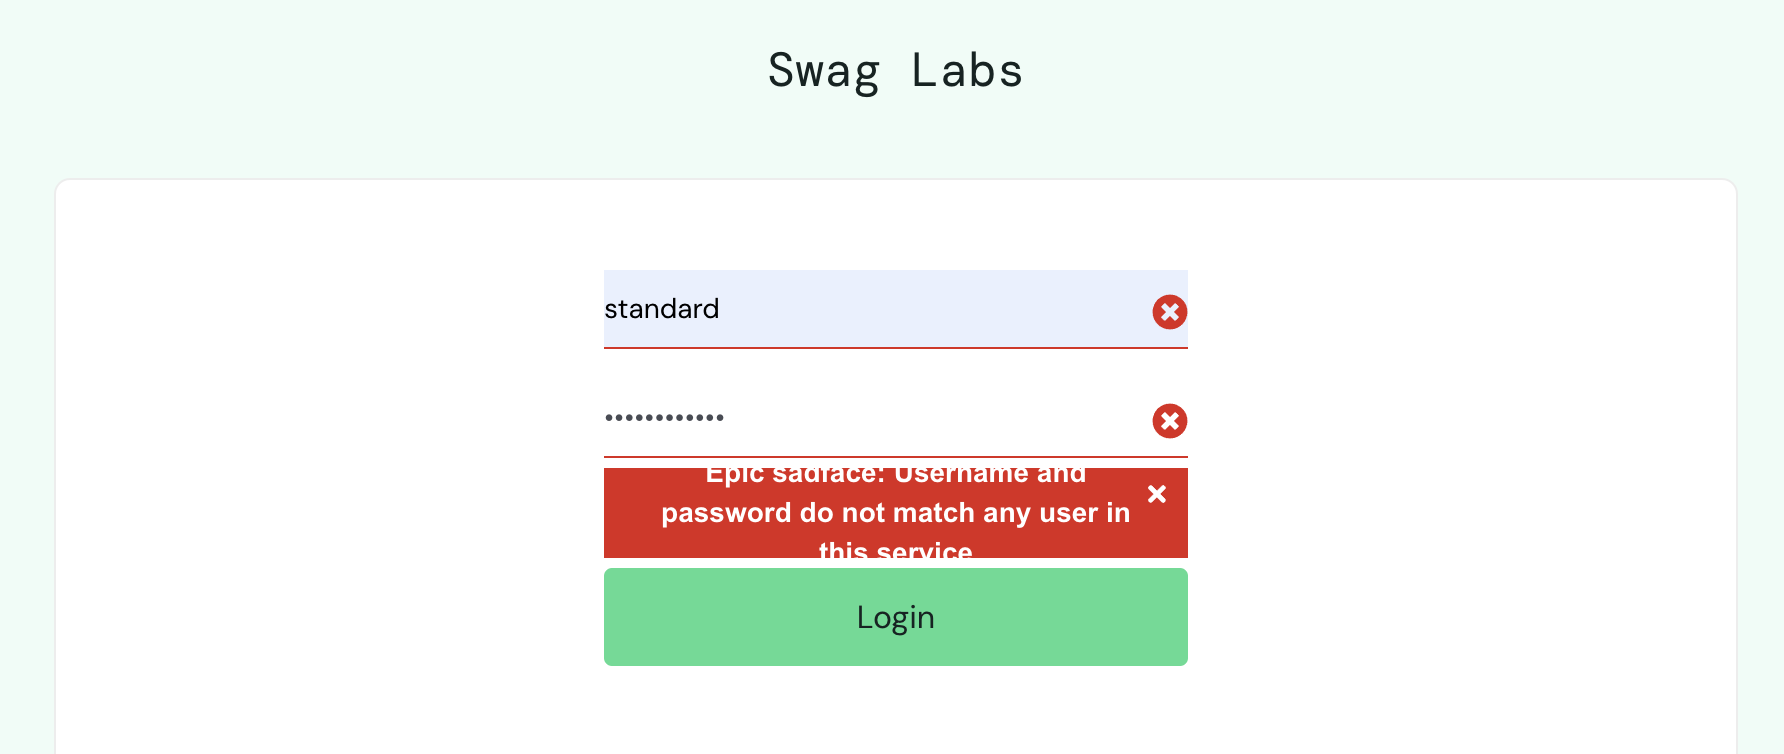 Swag Labs
standard
••••••••••••
Epic sadface: Username and
password do not match any user in
this service
Login